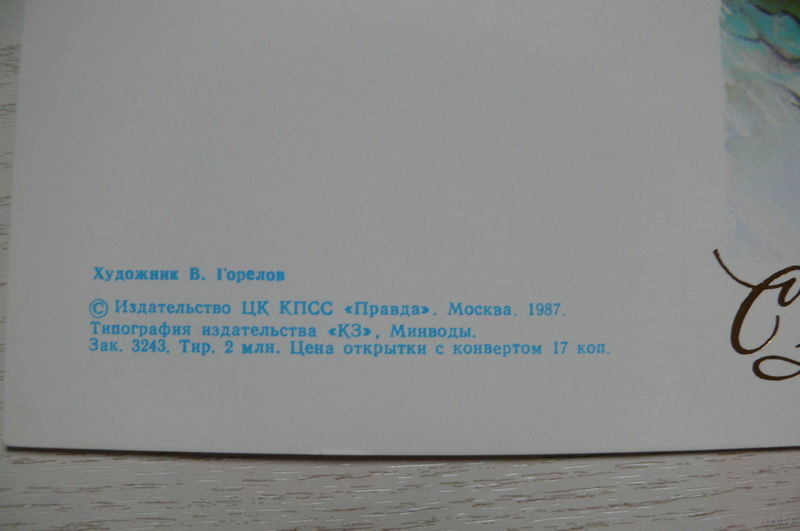 Художник В. Горелов
© Издательство ЦК КПСС «Правда». Москва. 1987.
Типография издательства «КЗ», Минводы.
Зак. 3243. Тир. 2 млн. Цена открытки с конвертом 17 коп.